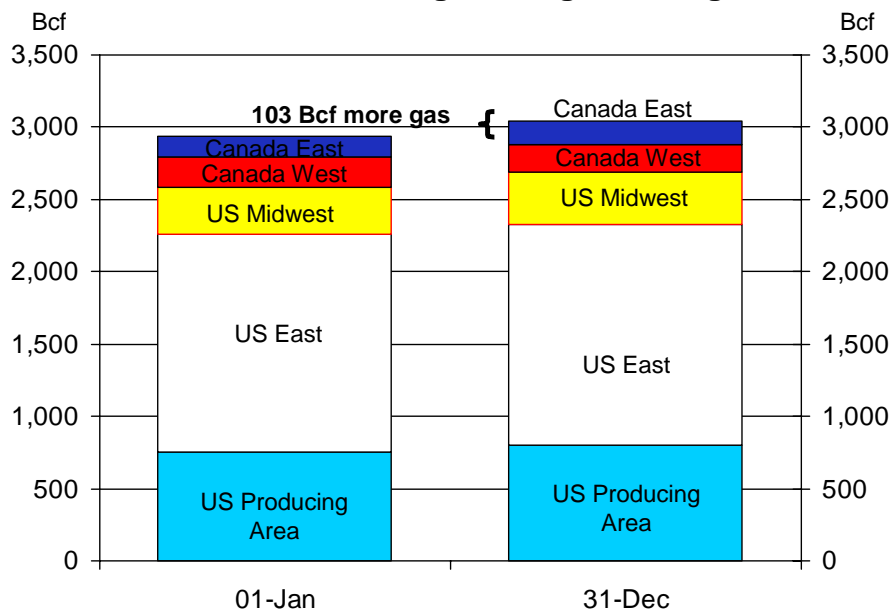 Bcf
Bcf
3,500
3,500
103 Bcf more gas
{
Canada East
3,000
3,000
Canada East
Canada West
Canada West
2,500
2,500
US Midwest
US Midwest
2,000
2,000
1,500
1,500
US East
US East
1,000
1,000
500
500
US Producing
Area
US Producing
Area
0
0
01-Jan
31-Dec